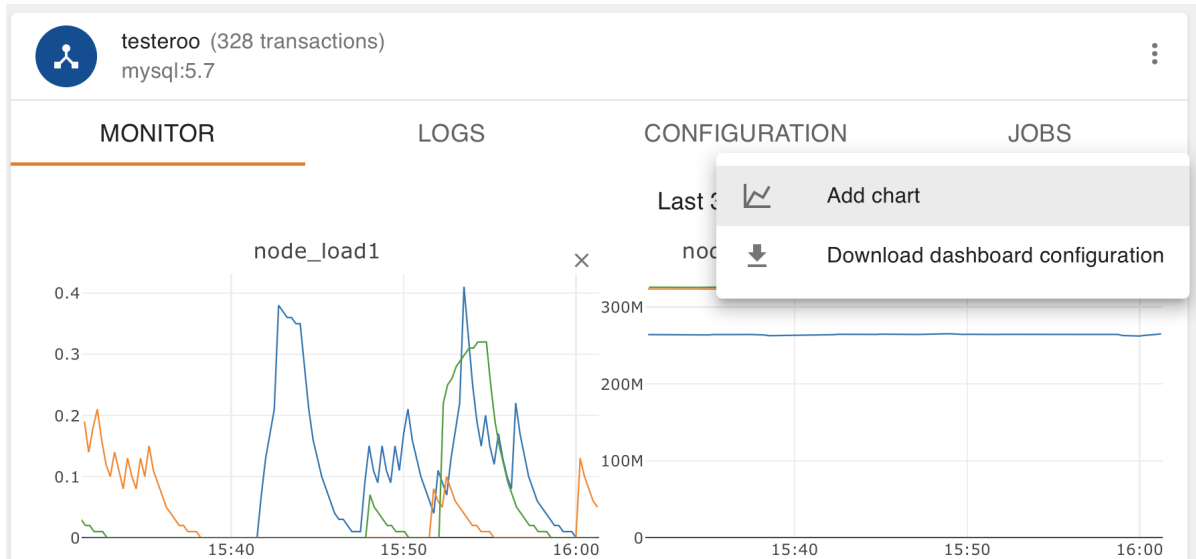 testeroo (328 transactions)
mysql:5.7
MONITOR LOGS CONFIGURATION JOBS
Last 3
Add chart
Download dashboard configuration
node_load1
0.4
0.3
0.2
0.1
0
15:40 15:50 16:00
300M
200M
100M
0
15:40 15:50 16:00